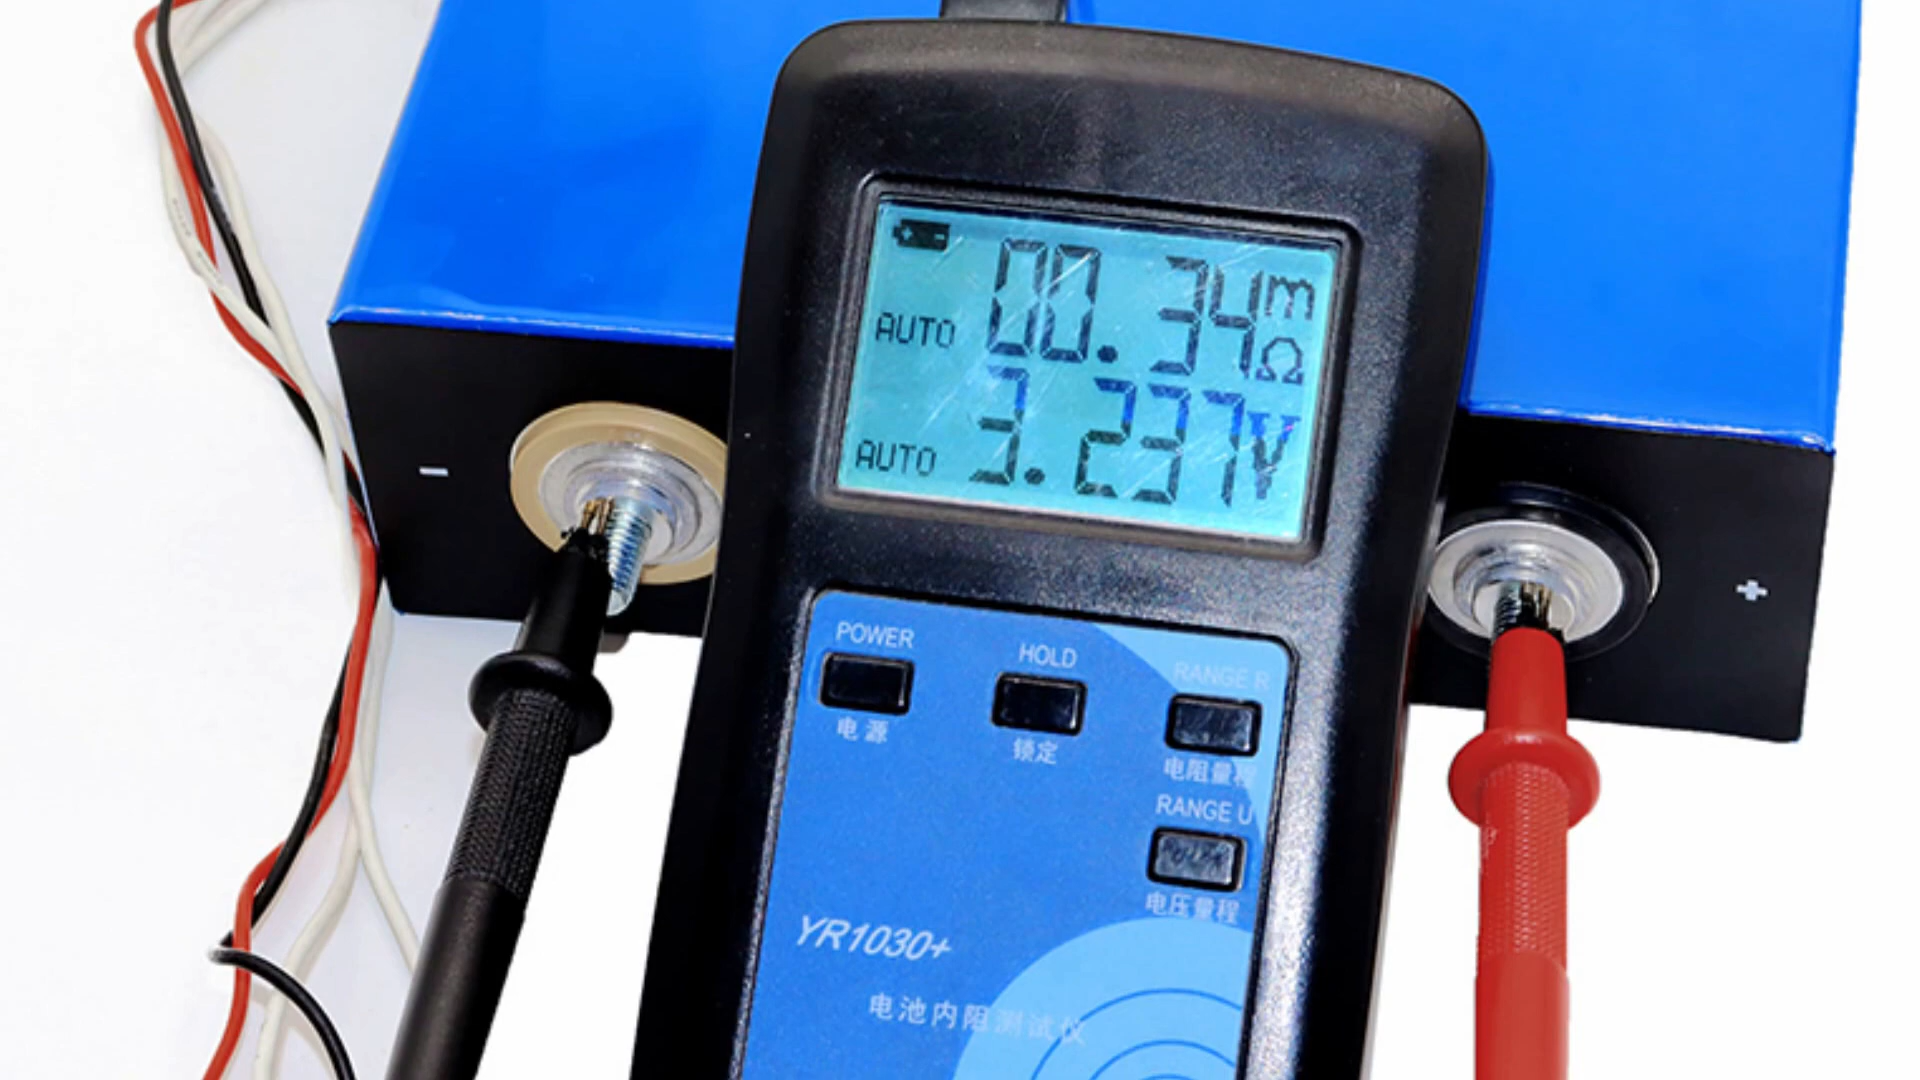 00.34mΩ
AUTO
3.237V
AUTO
-
+
POWER
电源
HOLD
锁定
RANGE R
电阻量程
RANGE U
电压量程
YR1030+
电池内阻测试仪